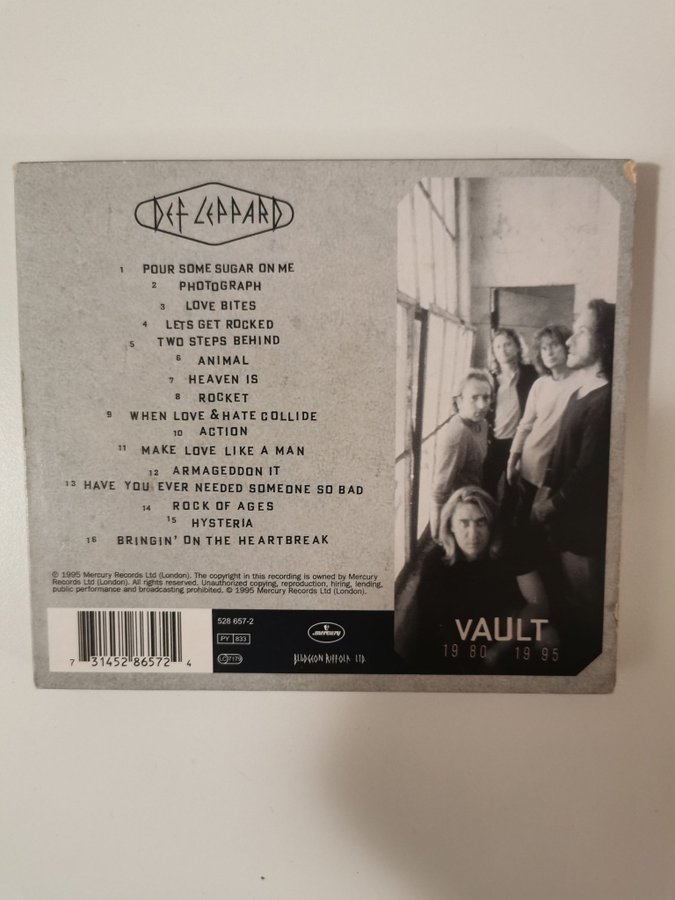 DEF LEPPARD
1 POUR SOME SUGAR ON ME
2 PHOTOGRAPH
3 LOVE BITES
4 LETS GET ROCKED
5 TWO STEPS BEHIND
6 ANIMAL
7 HEAVEN IS
8 ROCKET
9 WHEN LOVE & HATE COLLIDE
10 ACTION
11 MAKE LOVE LIKE A MAN
12 ARMAGEDDON IT
13 HAVE YOU EVER NEEDED SOMEONE SO BAD
14 ROCK OF AGES
15 HYSTERIA
16 BRINGIN' ON THE HEARTBREAK
℗ 1995 Mercury Records Ltd (London). The copyright in this recording is owned by Mercury
Records Ltd (London). All rights reserved. Unauthorized copying, reproduction, hiring, lending,
public performance and broadcasting prohibited. © 1995 Mercury Records Ltd (London).
7 31452 86572 4
528 657-2
PY 833
LC 7179
mercury
BLUDGEON RIFFOLA LTD.
VAULT
1980 1995